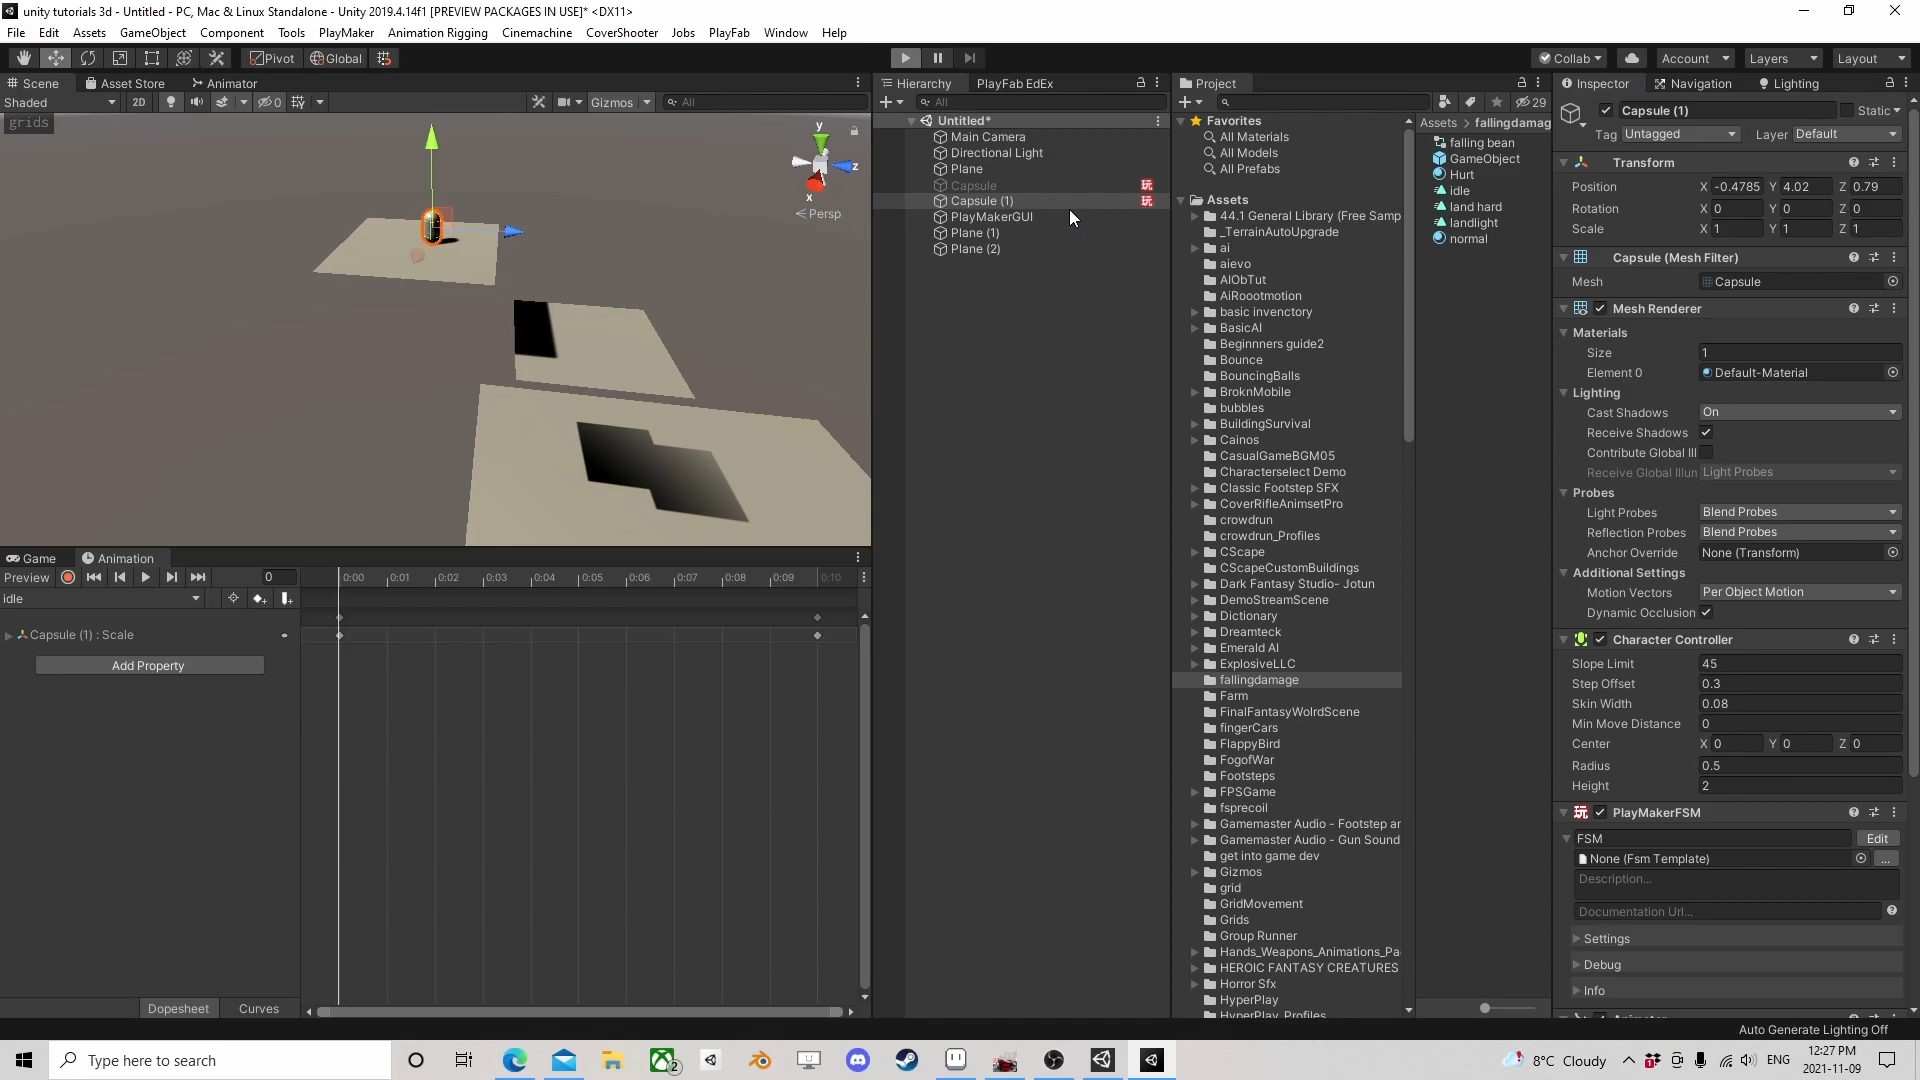 unity tutorials 3d - Untitled - PC, Mac & Linux Standalone - Unity 2019.4.14f1 [PREVIEW PACKAGES IN USE]* <DX11>
File Edit Assets GameObject Component Tools PlayMaker Animation Rigging Cinemachine CoverShooter Jobs PlayFab Window Help
Pivot Global Collab Account Layers Layout
Scene Asset Store Animator
Shaded 2D 0 Gizmos All
grids
y
z
x
Persp
Game Animation
Preview 0 0:00 0:01 0:02 0:03 0:04 0:05 0:06 0:07 0:08 0:09 0:10
idle
Capsule (1) : Scale
Add Property
Dopesheet Curves
Hierarchy PlayFab EdEx
All
Untitled*
Main Camera
Directional Light
Plane
Capsule 玩
Capsule (1) 玩
PlayMakerGUI
Plane (1)
Plane (2)
Project
29
Favorites
All Materials
All Models
All Prefabs
Assets
44.1 General Library (Free Samp
_TerrainAutoUpgrade
ai
aievo
AIObTut
AiRoootmotion
basic invenctory
BasicAI
Beginnners guide2
Bounce
BouncingBalls
BroknMobile
bubbles
BuildingSurvival
Cainos
CasualGameBGM05
Characterselect Demo
Classic Footstep SFX
CoverRifleAnimsetPro
crowdrun
crowdrun_Profiles
CScape
CScapeCustomBuildings
Dark Fantasy Studio- Jotun
DemoStreamScene
Dictionary
Dreamteck
Emerald AI
ExplosiveLLC
fallingdamage
Farm
FinalFantasyWolrdScene
fingerCars
FlappyBird
FogofWar
Footsteps
FPSGame
fsprecoil
Gamemaster Audio - Footstep ar
Gamemaster Audio - Gun Sound
get into game dev
Gizmos
grid
GridMovement
Grids
Group Runner
Hands_Weapons_Animations_Pa
HEROIC FANTASY CREATURES
Horror Sfx
HyperPlay
HyperPlay_Profiles
Assets > fallingdamag
falling bean
GameObject
Hurt
idle
land hard
landlight
normal
Inspector Navigation Lighting
Capsule (1) Static
Tag Untagged Layer Default
Transform
Position X -0.4785 Y 4.02 Z 0.79
Rotation X 0 Y 0 Z 0
Scale X 1 Y 1 Z 1
Capsule (Mesh Filter)
Mesh Capsule
Mesh Renderer
Materials
Size 1
Element 0 Default-Material
Lighting
Cast Shadows On
Receive Shadows
Contribute Global Ill
Receive Global Illun Light Probes
Probes
Light Probes Blend Probes
Reflection Probes Blend Probes
Anchor Override None (Transform)
Additional Settings
Motion Vectors Per Object Motion
Dynamic Occlusion
Character Controller
Slope Limit 45
Step Offset 0.3
Skin Width 0.08
Min Move Distance 0
Center X 0 Y 0 Z 0
Radius 0.5
Height 2
玩 PlayMakerFSM
FSM Edit
None (Fsm Template) ...
Description...
Documentation Url...
Settings
Debug
Info
Auto Generate Lighting Off
Type here to search 2 8°C Cloudy ENG 12:27 PM
2021-11-09